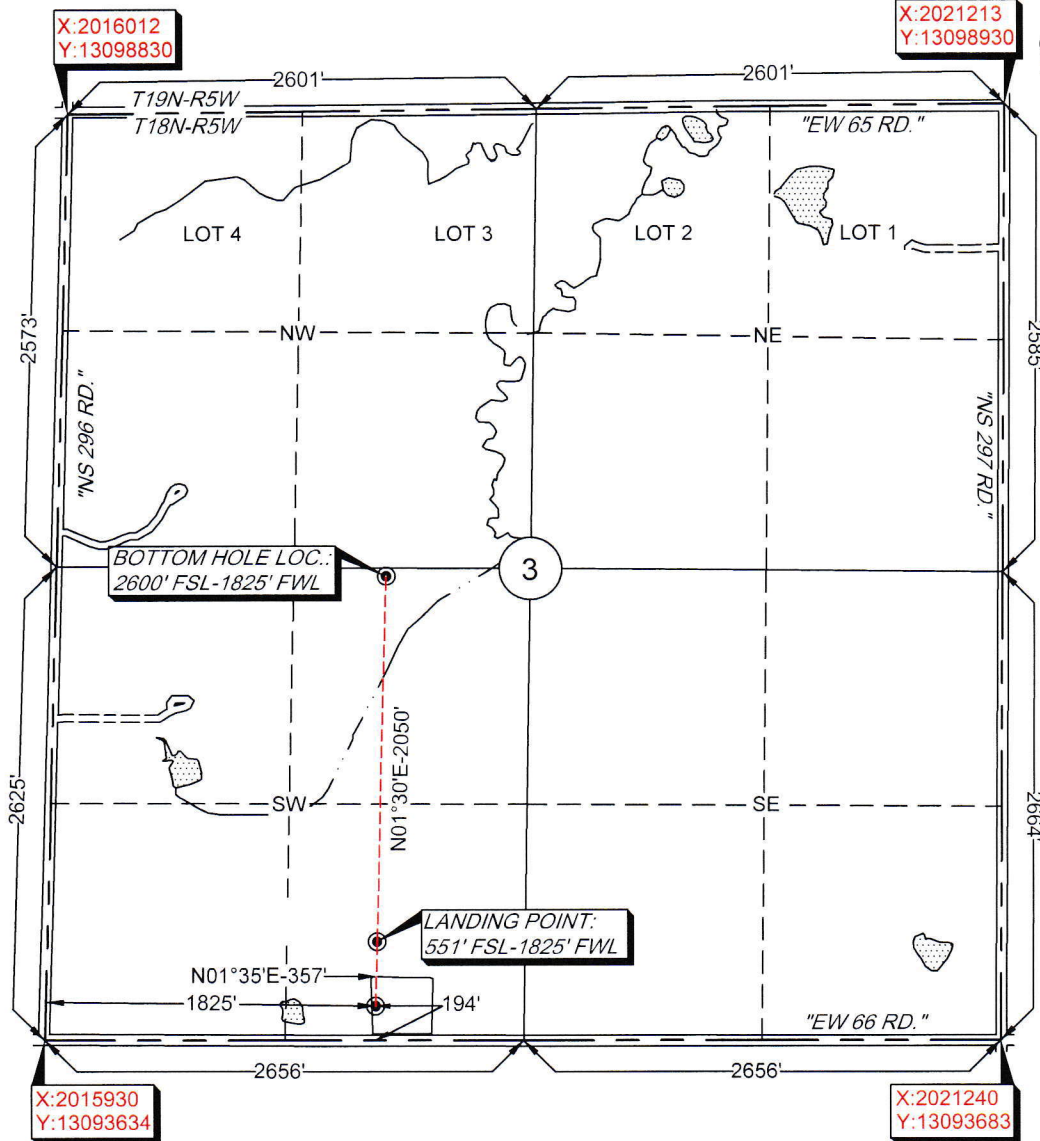 X:2016012
Y:13098830
X:2021213
Y:13098930
2601'
2601'
T19N-R5W
T18N-R5W
"EW 65 RD."
LOT 4
LOT 3
LOT 2
LOT 1
2573'
NW
NE
2585'
"NS 296 RD."
"NS 297 RD."
BOTTOM HOLE LOC.:
2600' FSL-1825' FWL
3
N01°30'E-2050'
2625'
SW
SE
2664'
LANDING POINT:
551' FSL-1825' FWL
N01°35'E-357'
1825'
194'
"EW 66 RD."
2656'
2656'
X:2015930
Y:13093634
X:2021240
Y:13093683